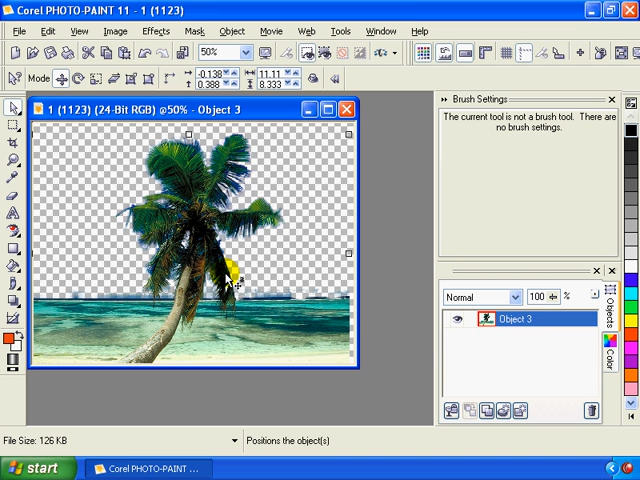 Corel PHOTO-PAINT 11 - 1 (1123)
File Edit View Image Effects Mask Object Movie Web Tools Window Help
50%
Mode -0.138 0.388 11.11 8.333
1 (1123) (24-Bit RGB) @50% - Object 3
Brush Settings
The current tool is not a brush tool. There are
no brush settings.
Normal 100 %
Object 3
Objects
Color
File Size: 126 KB Positions the object(s)
start Corel PHOTO-PAINT ...